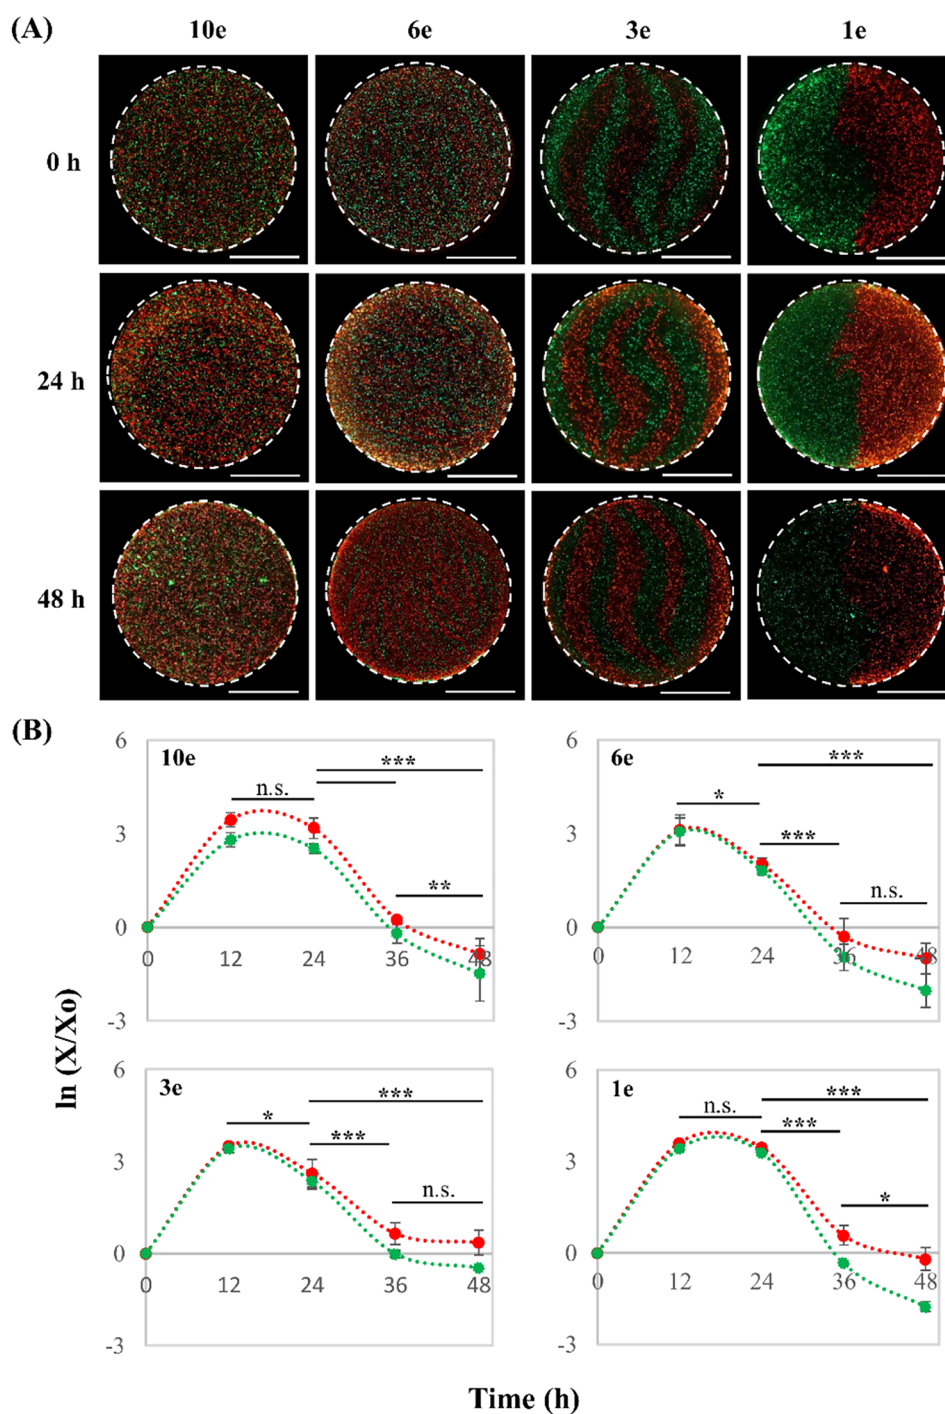 (A)
10e 6e 3e 1e
0 h
24 h
48 h
(B)
ln (X/Xo)
10e
6
3
0
-3
0 12 24 36 48
n.s.
***
**
6e
6
3
0
-3
0 12 24 36 48
*
***
***
n.s.
3e
6
3
0
-3
0 12 24 36 48
*
***
***
n.s.
1e
6
3
0
-3
0 12 24 36 48
n.s.
***
***
*
Time (h)